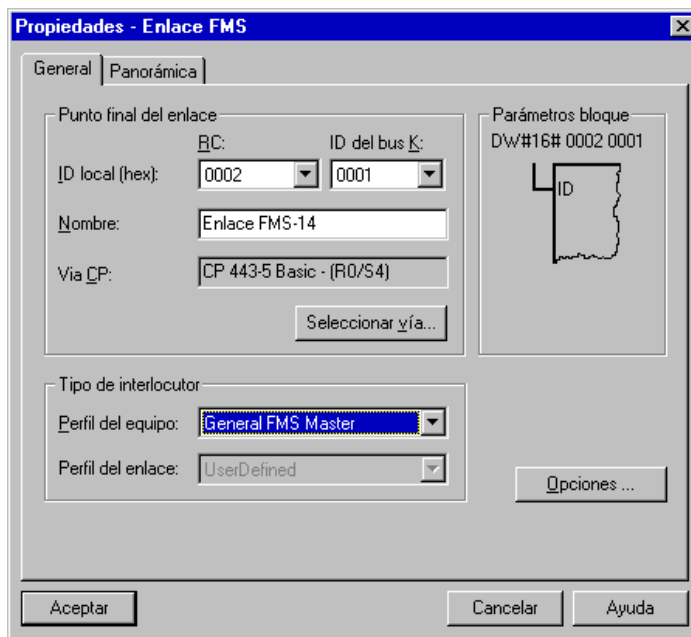 Propiedades - Enlace FMS
General Panorámica
Punto final del enlace
RC: ID del bus K:
ID local (hex): 0002 0001
Nombre: Enlace FMS-14
Via CP: CP 443-5 Basic - (R0/S4)
Seleccionar vía...
Parámetros bloque
DW#16# 0002 0001
ID
Tipo de interlocutor
Perfil del equipo: General FMS Master
Perfil del enlace: UserDefined
Opciones ...
Aceptar Cancelar Ayuda